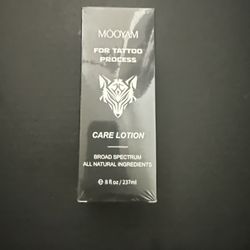 MOOYAM
FOR TATTOO
PROCESS
CARE LOTION
BROAD SPECTRUM
ALL NATURAL INGREDIENTS
℮ 8 fl oz / 237ml